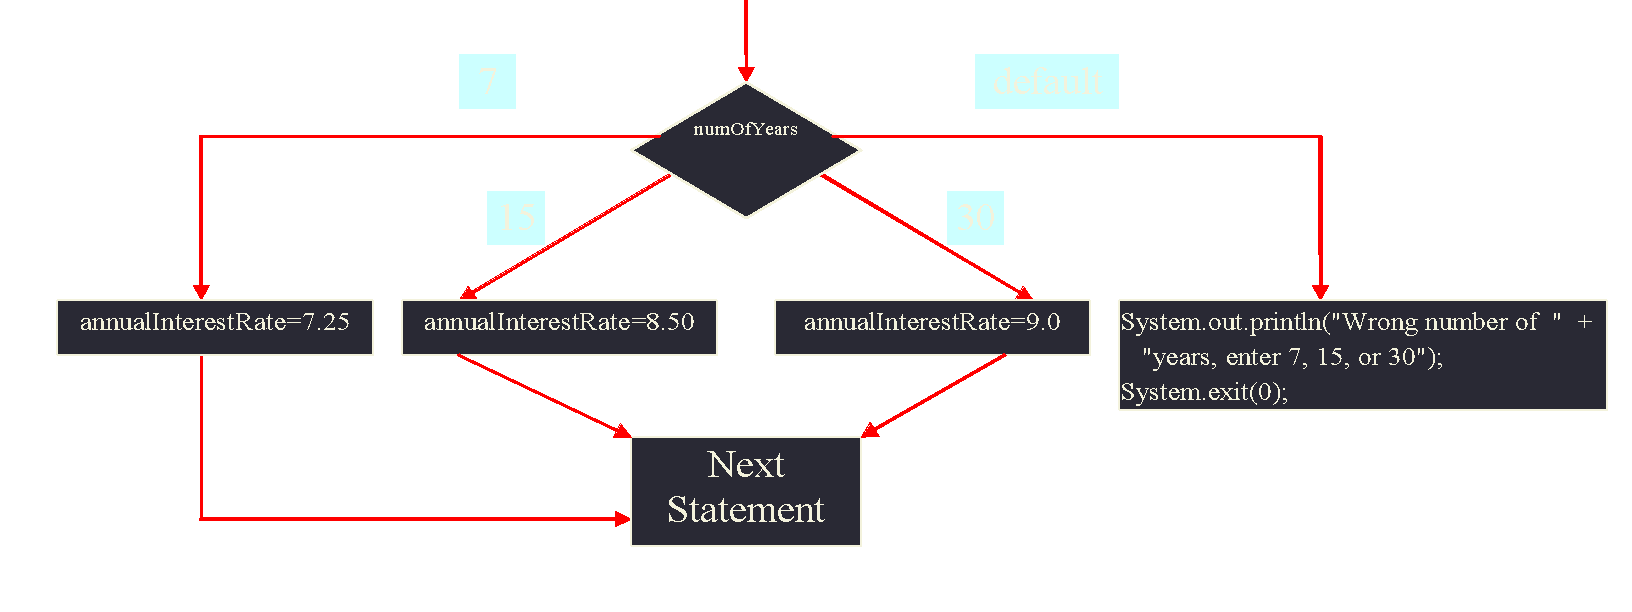 7
default
numOfYears
15
30
annualInterestRate=7.25
annualInterestRate=8.50
annualInterestRate=9.0
System.out.println("Wrong number of " +
"years, enter 7, 15, or 30");
System.exit(0);
Next
Statement